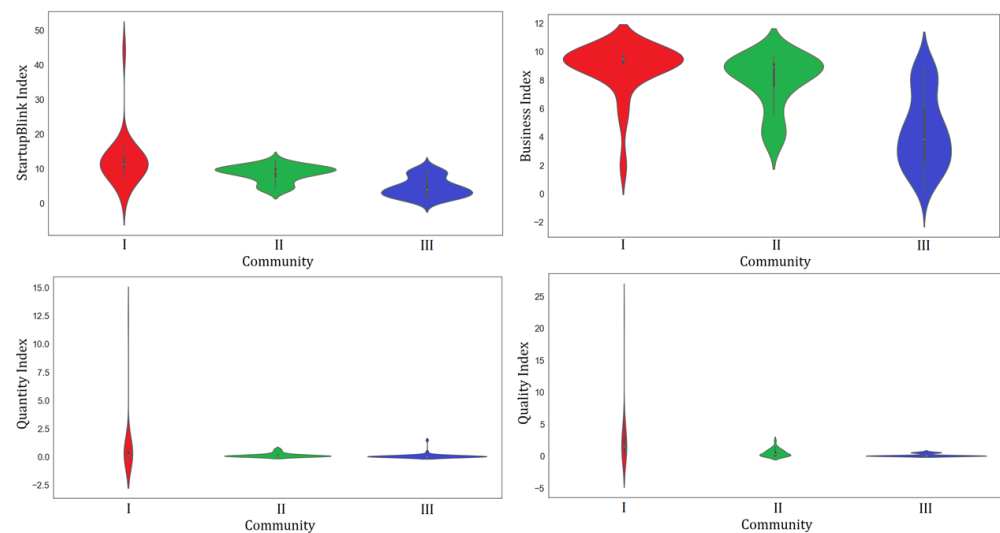 StartupBlink Index
50
40
30
20
10
0
I II III
Community
Business Index
12
10
8
6
4
2
0
−2
I II III
Community
Quantity Index
15.0
12.5
10.0
7.5
5.0
2.5
0.0
−2.5
I II III
Community
Quality Index
25
20
15
10
5
0
−5
I II III
Community